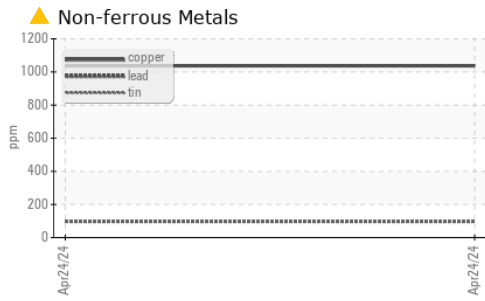 Non-ferrous Metals
1200
1000
800
600
400
200
0
ppm
copper
lead
tin
Apr24/24
Apr24/24